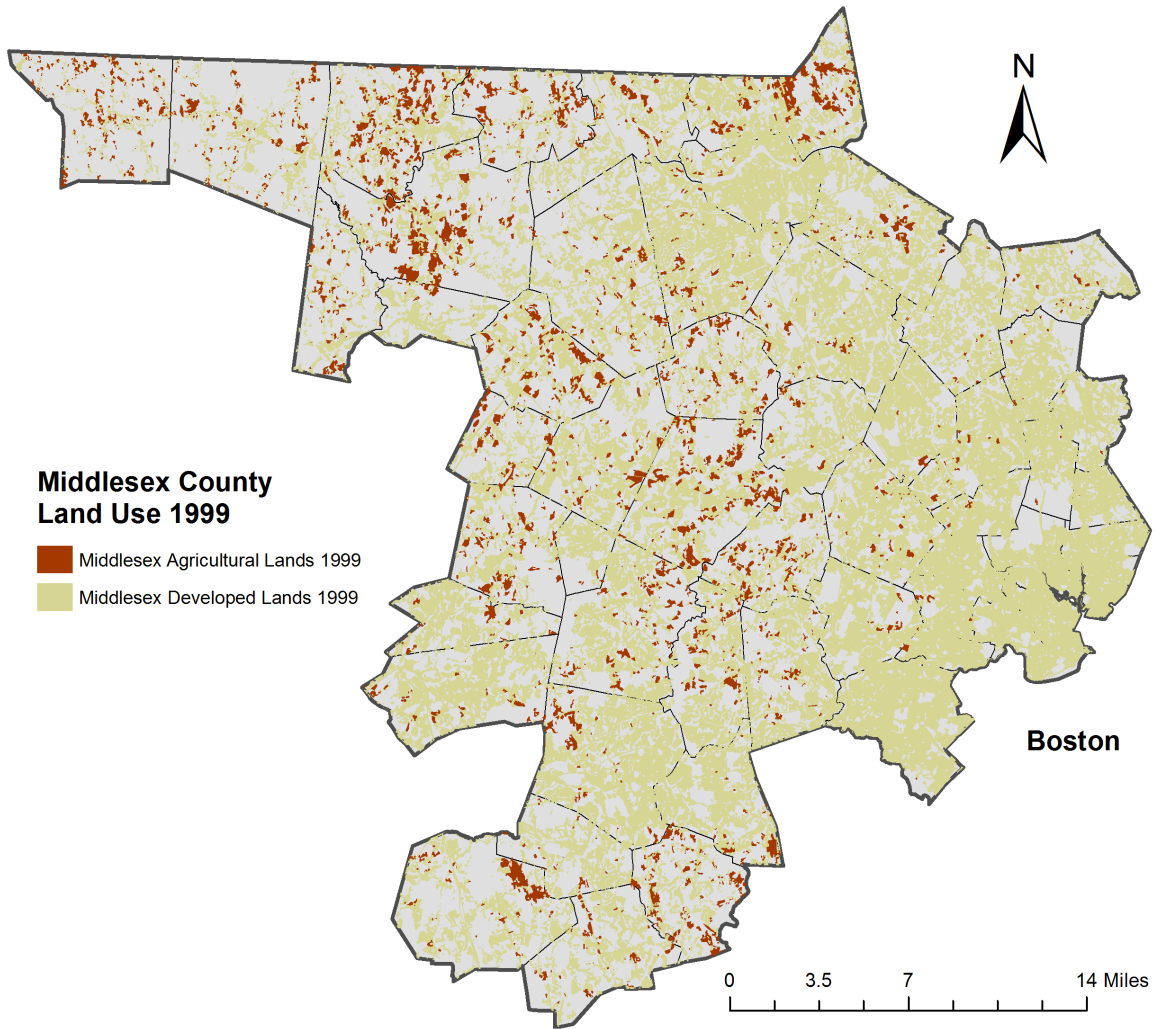 N
Middlesex County
Land Use 1999
Middlesex Agricultural Lands 1999
Middlesex Developed Lands 1999
Boston
0 3.5 7 14 Miles